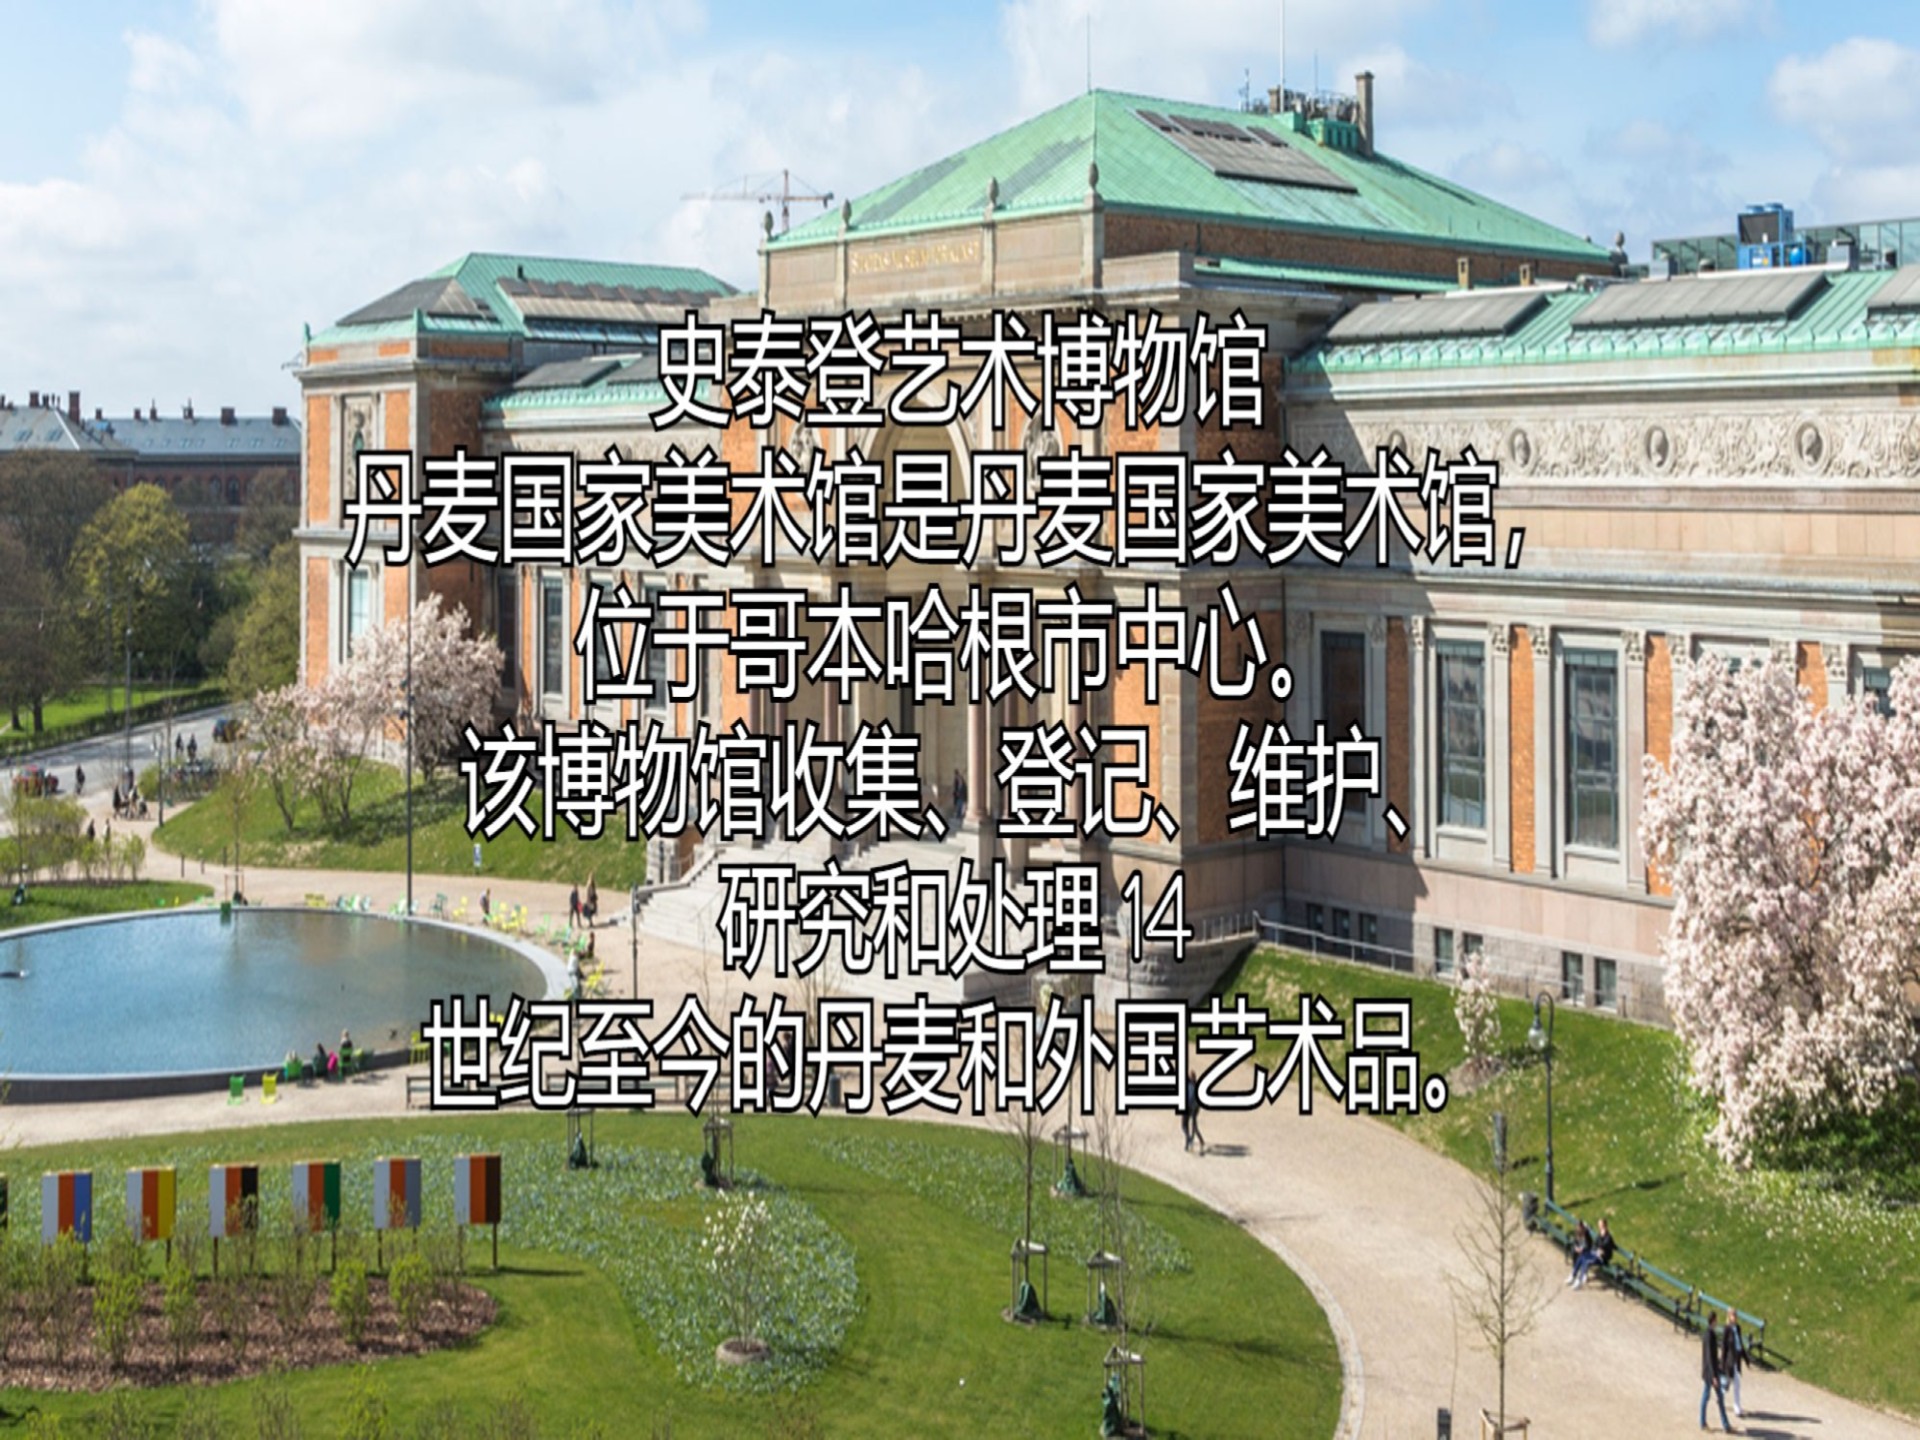 史泰登艺术博物馆
丹麦国家美术馆是丹麦国家美术馆，
位于哥本哈根市中心。
该博物馆收集、登记、维护、
研究和处理 14
世纪至今的丹麦和外国艺术品。